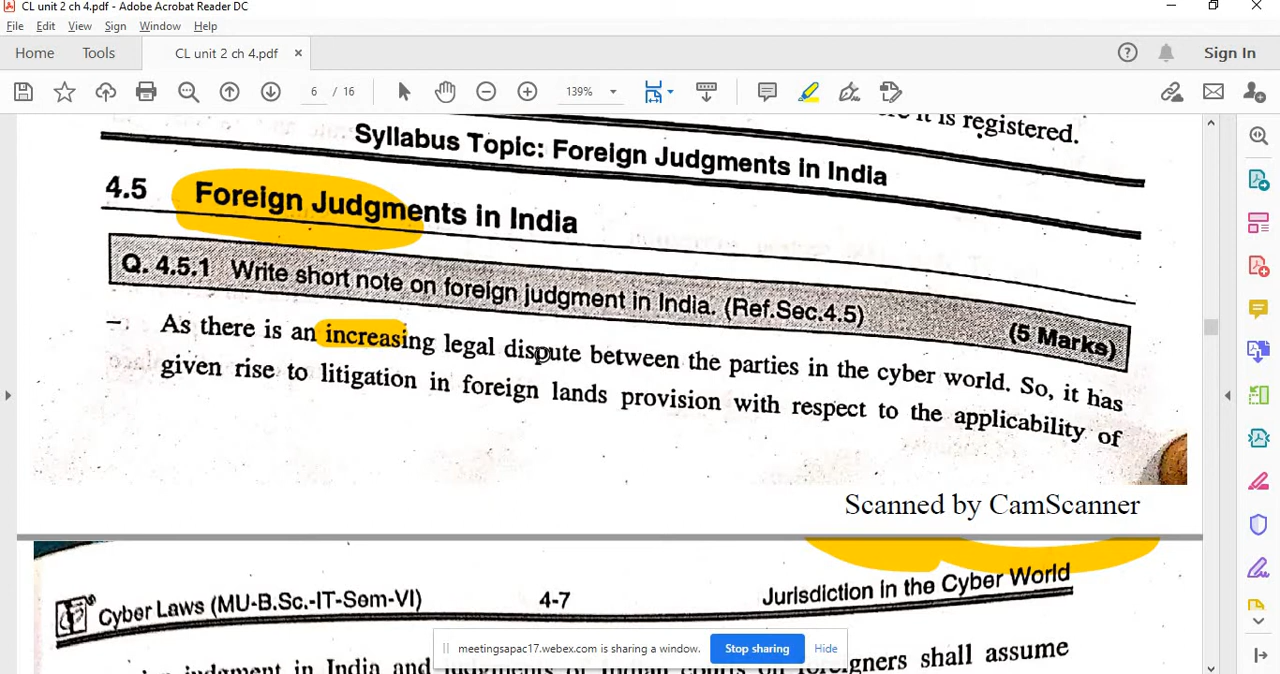 CL unit 2 ch 4.pdf - Adobe Acrobat Reader DC
File Edit View Sign Window Help
Home Tools CL unit 2 ch 4.pdf × Sign In
6 / 16 139%
it is registered.
Syllabus Topic: Foreign Judgments in India
4.5 Foreign Judgments in India
Q. 4.5.1 Write short note on foreign judgment in India. (Ref.Sec.4.5)
(5 Marks)
– As there is an increasing legal dispute between the parties in the cyber world. So, it has
given rise to litigation in foreign lands provision with respect to the applicability of
Scanned by CamScanner
Cyber Laws (MU-B.Sc.-IT-Sem-VI) 4-7 Jurisdiction in the Cyber World
meetingsapac17.webex.com is sharing a window. Stop sharing Hide
judgment in India and judgments of Indian courts on foreigners shall assume